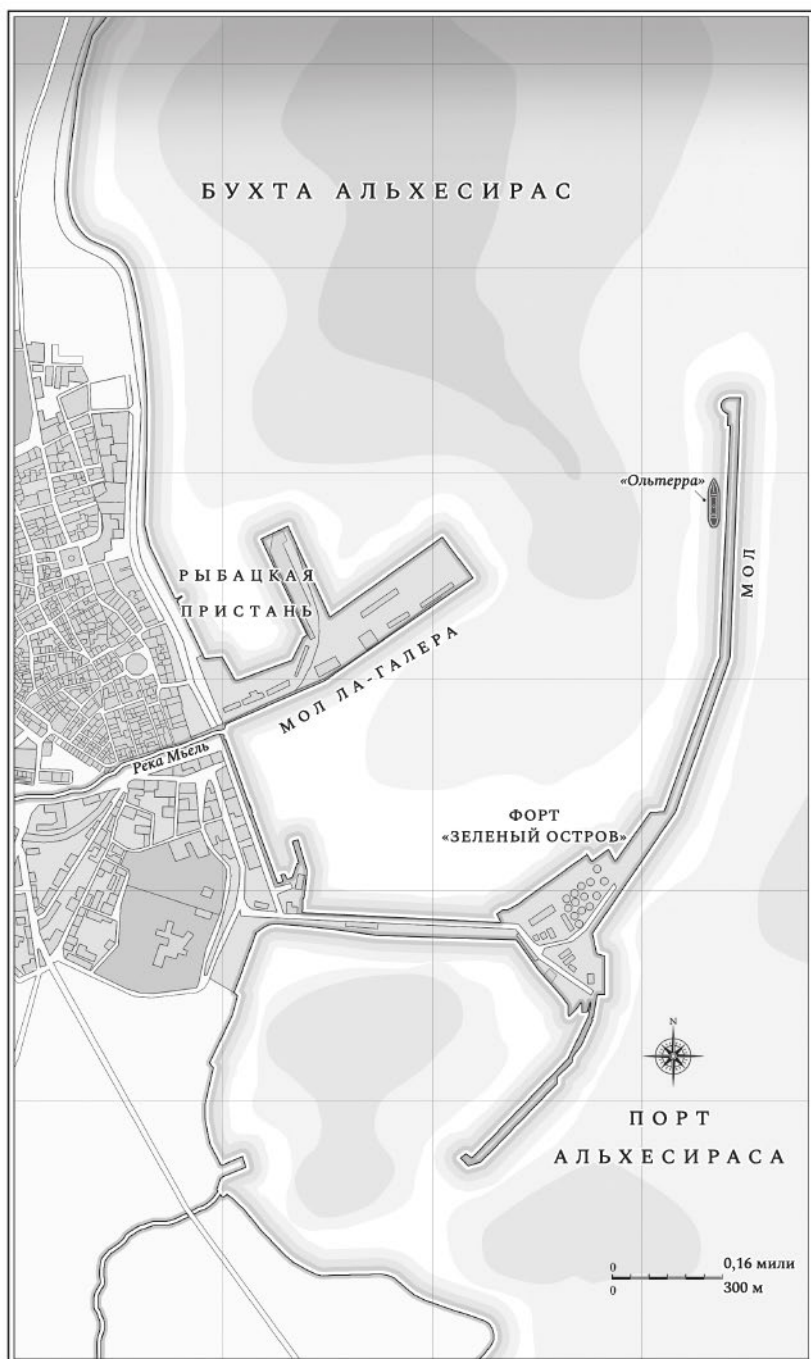 БУХТА АЛЬХЕСИРАС
«Ольтерра»
МОЛ
РЫБАЦКАЯ
ПРИСТАНЬ
МОЛ ЛА-ГАЛЕРА
Река Мьель
ФОРТ
«ЗЕЛЕНЫЙ ОСТРОВ»
N
ПОРТ
АЛЬХЕСИРАСА
0 0,16 мили
0 300 м